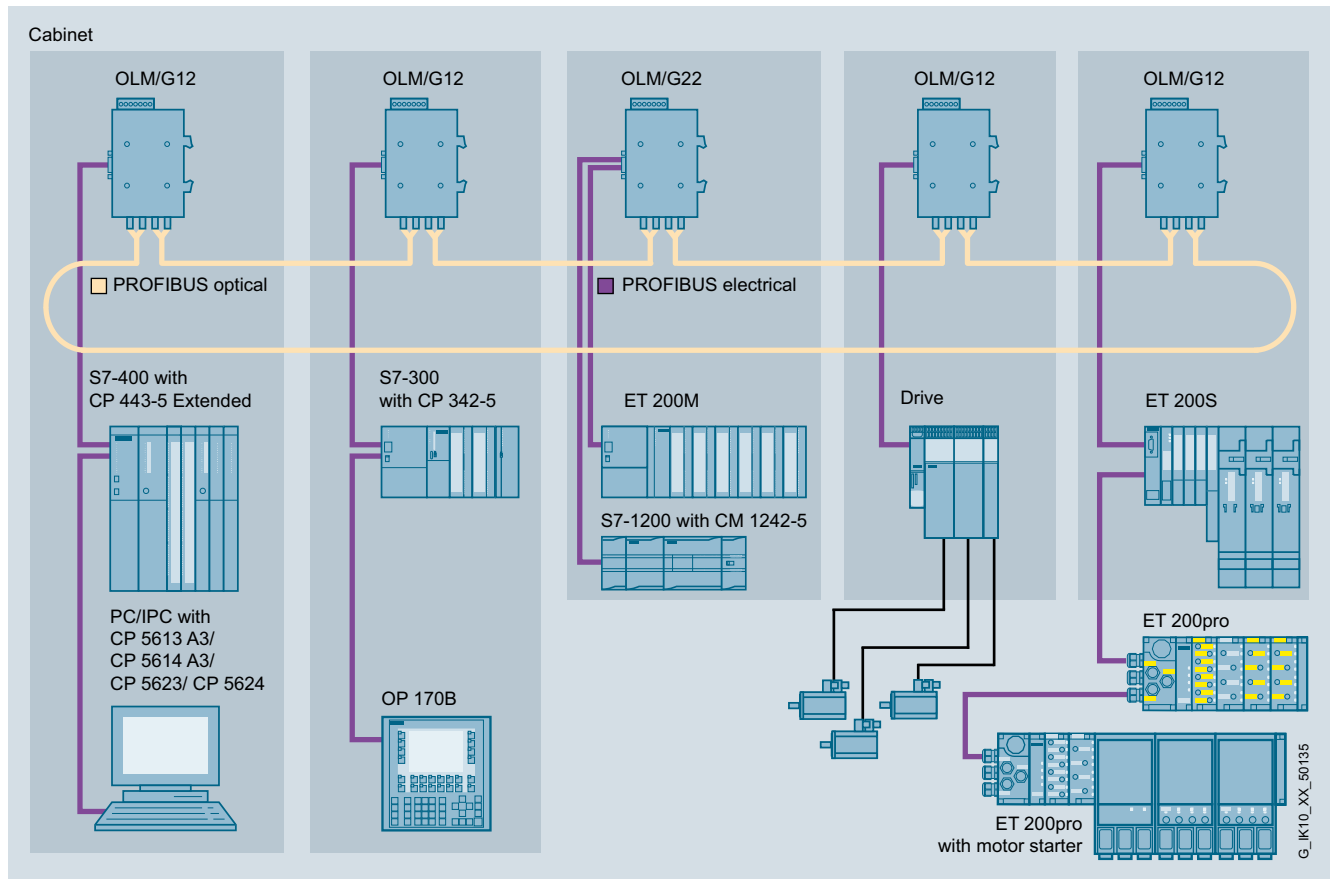 Cabinet
OLM/G12
OLM/G12
OLM/G22
OLM/G12
OLM/G12
PROFIBUS optical
PROFIBUS electrical
S7-400 with
CP 443-5 Extended
S7-300
with CP 342-5
ET 200M
Drive
ET 200S
S7-1200 with CM 1242-5
PC/IPC with
CP 5613 A3/
CP 5614 A3/
CP 5623/ CP 5624
OP 170B
ET 200pro
ET 200pro
with motor starter
G_IK10_XX_50135